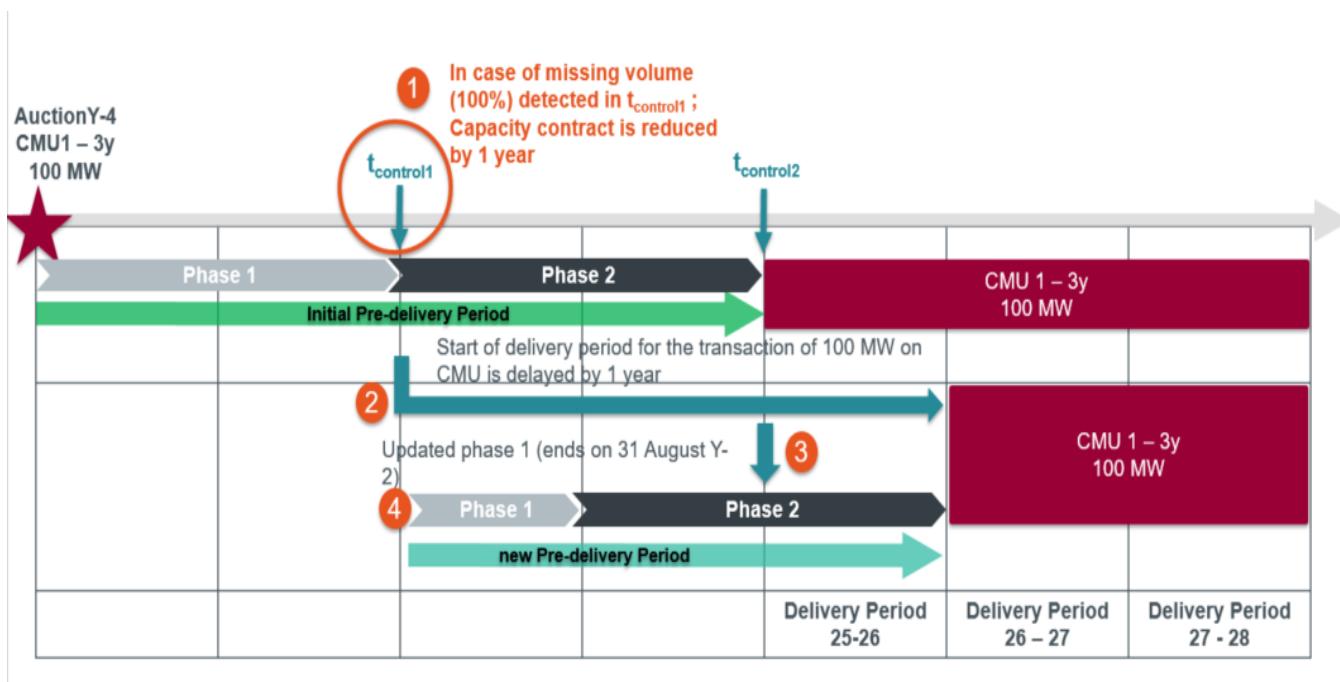 1
In case of missing volume
(100%) detected in tcontrol1 ;
Capacity contract is reduced
by 1 year
AuctionY-4
CMU1 – 3y
100 MW
tcontrol1
tcontrol2
Phase 1
Phase 2
CMU 1 – 3y
100 MW
Initial Pre-delivery Period
Start of delivery period for the transaction of 100 MW on
CMU is delayed by 1 year
2
CMU 1 – 3y
100 MW
Updated phase 1 (ends on 31 August Y-
2)
3
4
Phase 1
Phase 2
new Pre-delivery Period
Delivery Period
25-26
Delivery Period
26 – 27
Delivery Period
27 - 28